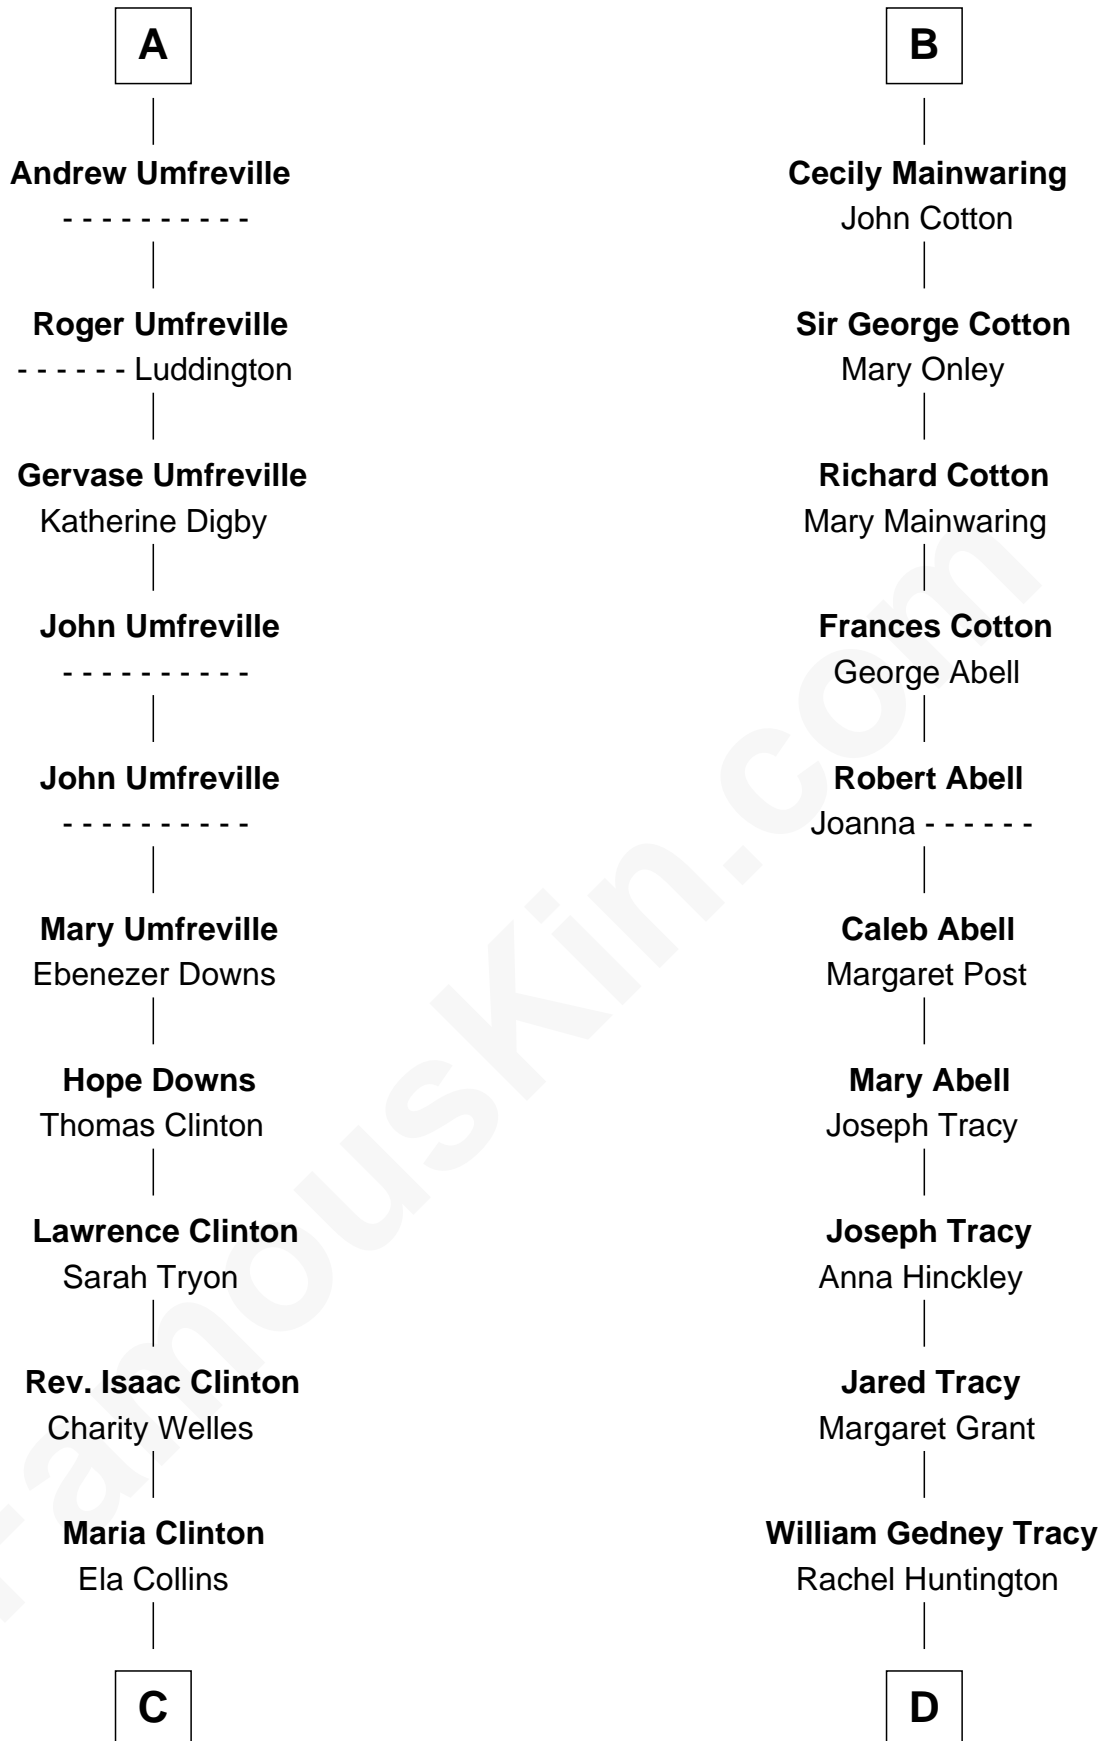 A
Andrew Umfreville
- - - - - - - - - -
Roger Umfreville
- - - - - - Luddington
Gervase Umfreville
Katherine Digby
John Umfreville
- - - - - - - - - -
John Umfreville
- - - - - - - - - -
Mary Umfreville
Ebenezer Downs
Hope Downs
Thomas Clinton
Lawrence Clinton
Sarah Tryon
Rev. Isaac Clinton
Charity Welles
Maria Clinton
Ela Collins
C
B
Cecily Mainwaring
John Cotton
Sir George Cotton
Mary Onley
Richard Cotton
Mary Mainwaring
Frances Cotton
George Abell
Robert Abell
Joanna - - - - - -
Caleb Abell
Margaret Post
Mary Abell
Joseph Tracy
Joseph Tracy
Anna Hinckley
Jared Tracy
Margaret Grant
William Gedney Tracy
Rachel Huntington
D
FamousKin.com